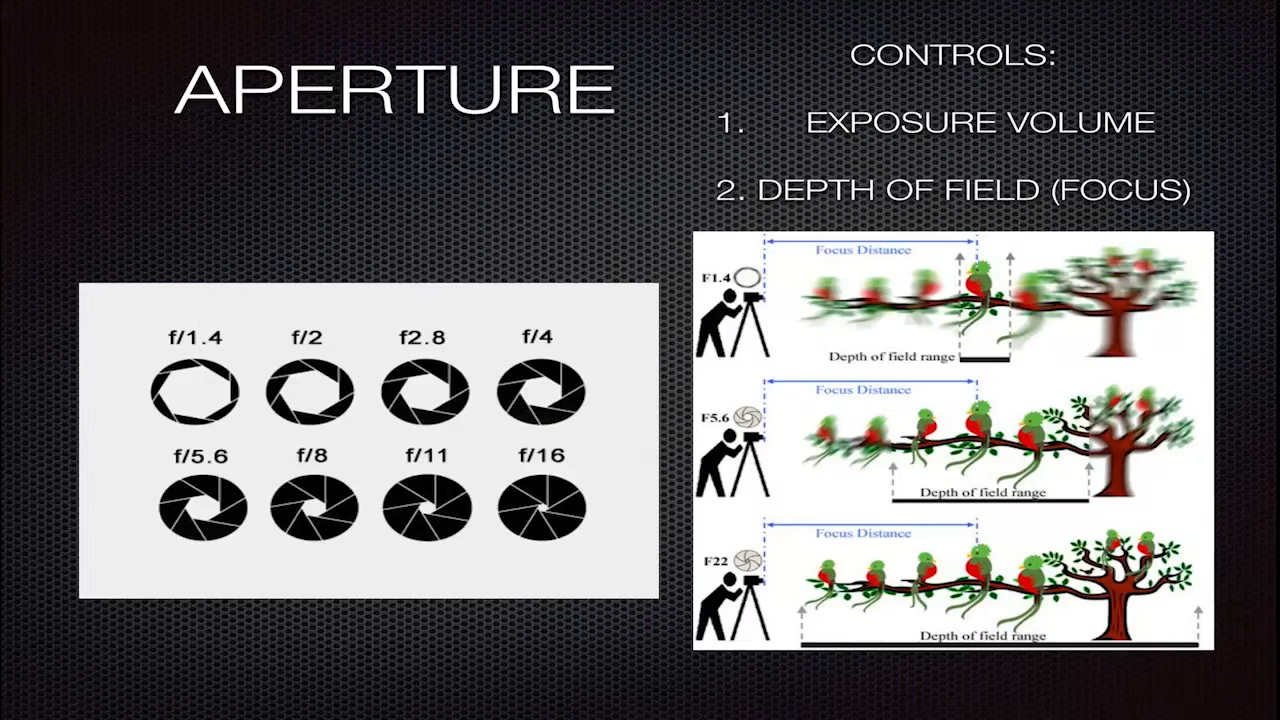 APERTURE
CONTROLS:
1. EXPOSURE VOLUME
2. DEPTH OF FIELD (FOCUS)
f/1.4 f/2 f2.8 f/4
f/5.6 f/8 f/11 f/16
Focus Distance
F1.4
Depth of field range
Focus Distance
F5.6
Depth of field range
Focus Distance
F22
Depth of field range